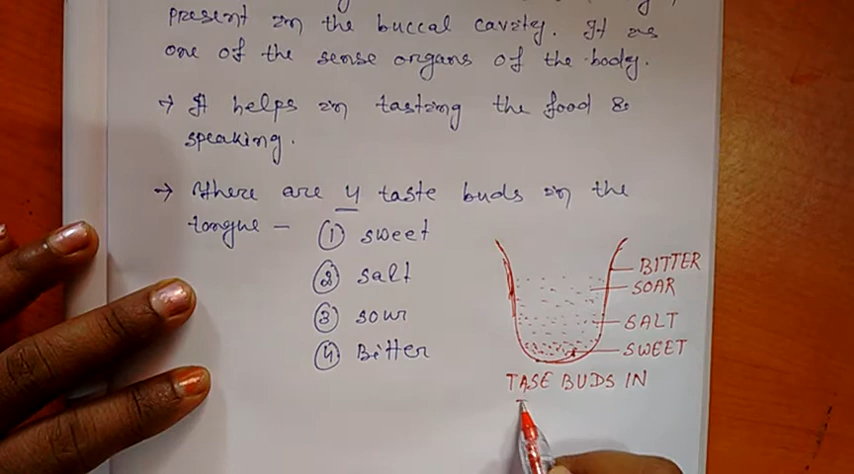 present in the buccal cavity. It is
one of the sense organs of the body.
→ It helps in tasting the food &
speaking.
→ There are 4 taste buds in the
tongue – ① sweet
② Salt
③ sour
④ Bitter
BITTER
SOAR
SALT
SWEET
TASE BUDS IN